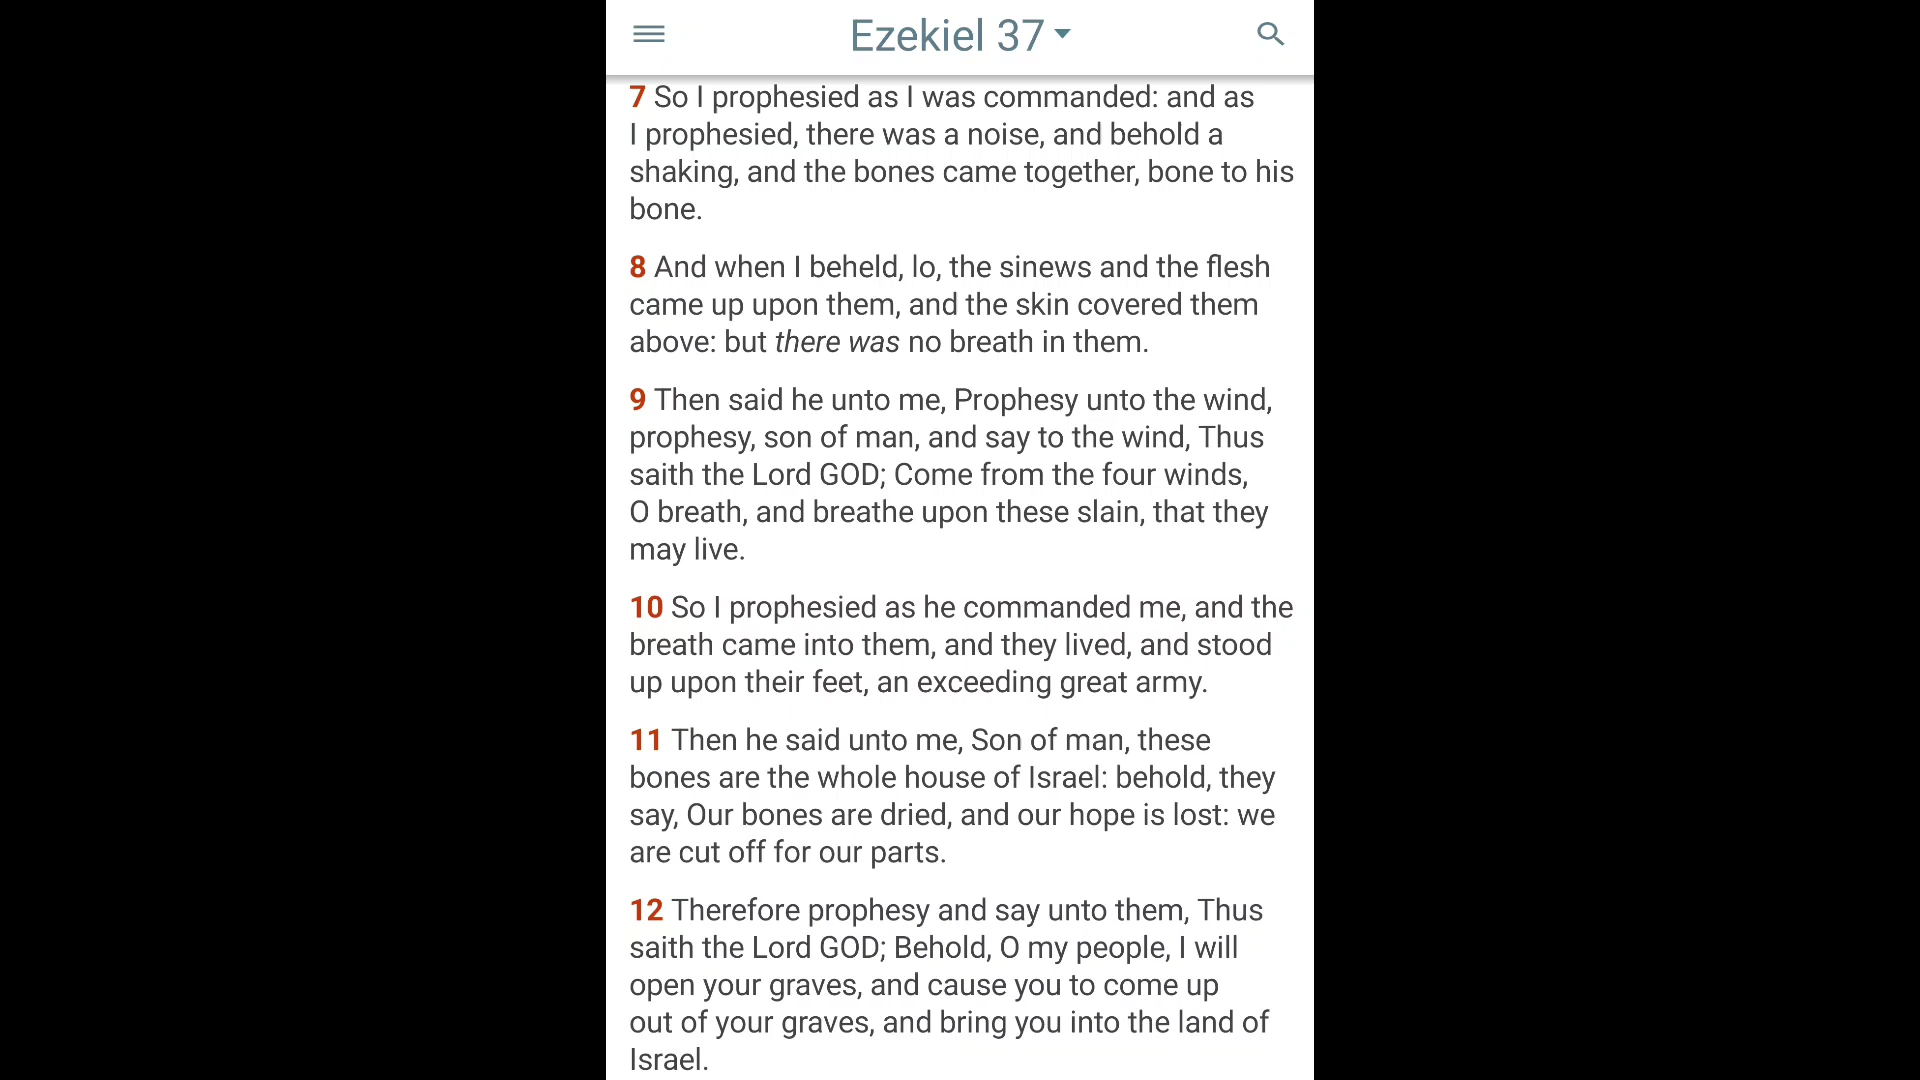 Ezekiel 37
7 So I prophesied as I was commanded: and as
I prophesied, there was a noise, and behold a
shaking, and the bones came together, bone to his
bone.
8 And when I beheld, lo, the sinews and the flesh
came up upon them, and the skin covered them
above: but there was no breath in them.
9 Then said he unto me, Prophesy unto the wind,
prophesy, son of man, and say to the wind, Thus
saith the Lord GOD; Come from the four winds,
O breath, and breathe upon these slain, that they
may live.
10 So I prophesied as he commanded me, and the
breath came into them, and they lived, and stood
up upon their feet, an exceeding great army.
11 Then he said unto me, Son of man, these
bones are the whole house of Israel: behold, they
say, Our bones are dried, and our hope is lost: we
are cut off for our parts.
12 Therefore prophesy and say unto them, Thus
saith the Lord GOD; Behold, O my people, I will
open your graves, and cause you to come up
out of your graves, and bring you into the land of
Israel.